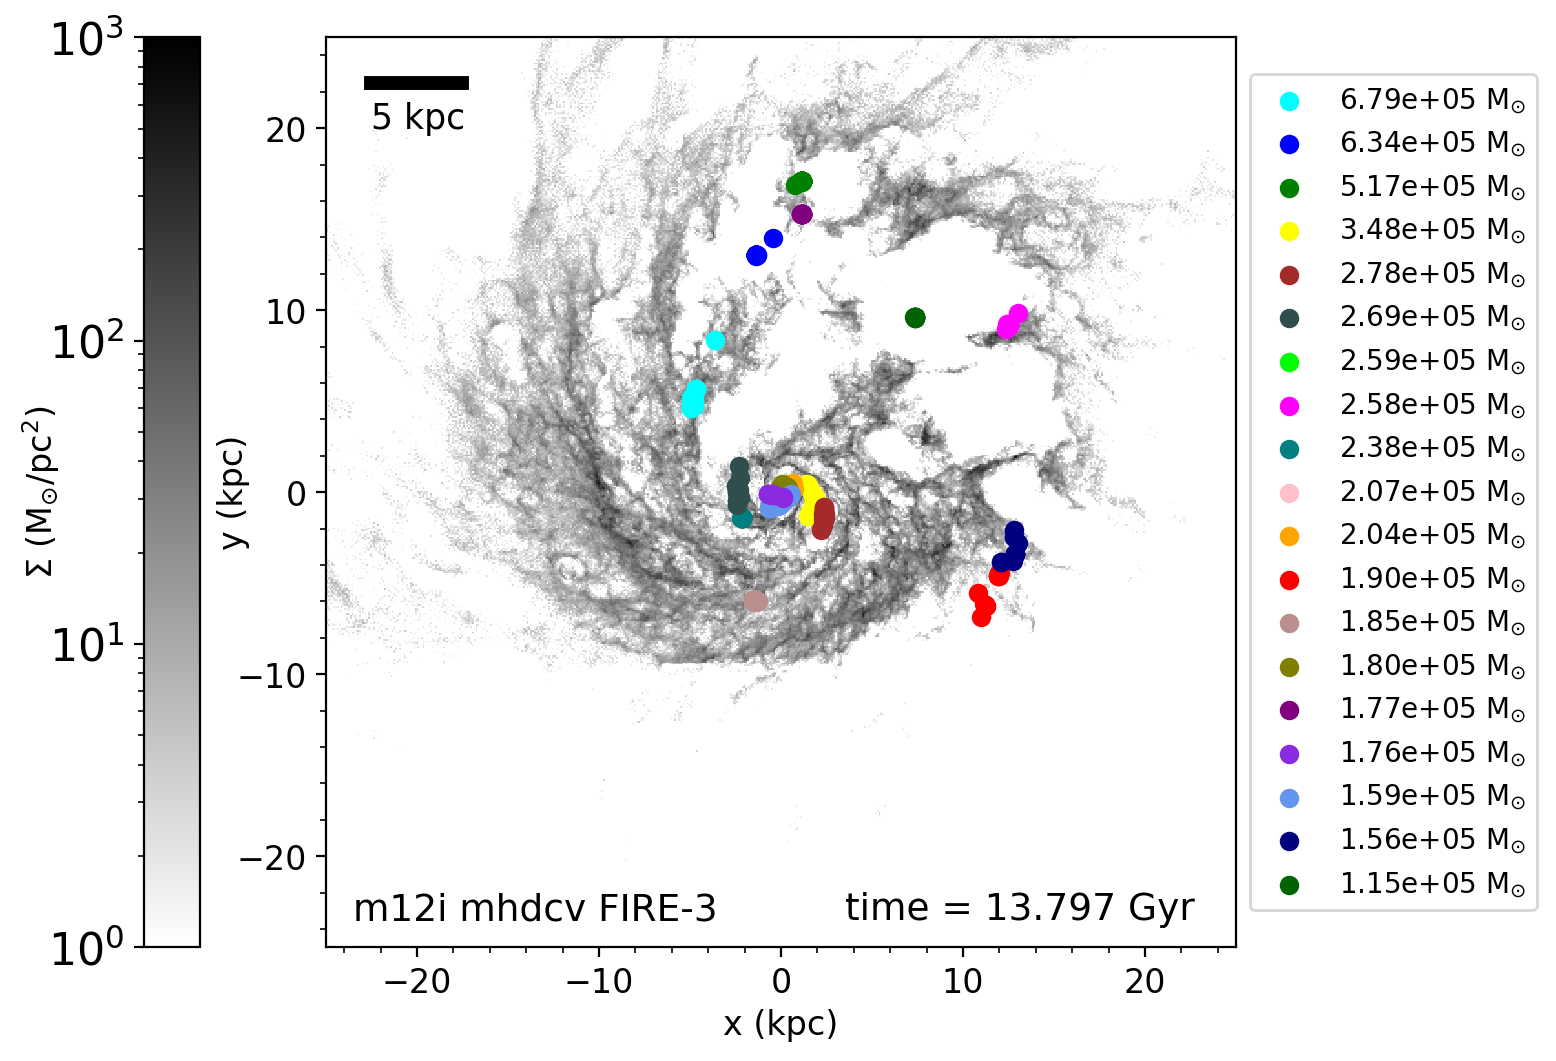 10³
10²
10¹
10⁰
Σ (M☉/pc²)
y (kpc)
20
10
0
−10
−20
5 kpc
m12i mhdcv FIRE-3
time = 13.797 Gyr
−20
−10
0
10
20
x (kpc)
6.79e+05 M☉
6.34e+05 M☉
5.17e+05 M☉
3.48e+05 M☉
2.78e+05 M☉
2.69e+05 M☉
2.59e+05 M☉
2.58e+05 M☉
2.38e+05 M☉
2.07e+05 M☉
2.04e+05 M☉
1.90e+05 M☉
1.85e+05 M☉
1.80e+05 M☉
1.77e+05 M☉
1.76e+05 M☉
1.59e+05 M☉
1.56e+05 M☉
1.15e+05 M☉